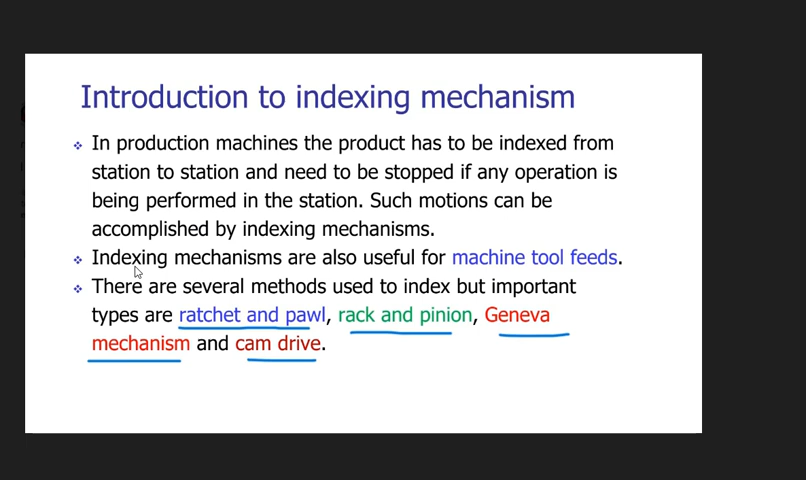 Introduction to indexing mechanism
In production machines the product has to be indexed from
station to station and need to be stopped if any operation is
being performed in the station. Such motions can be
accomplished by indexing mechanisms.
Indexing mechanisms are also useful for machine tool feeds.
There are several methods used to index but important
types are ratchet and pawl, rack and pinion, Geneva
mechanism and cam drive.